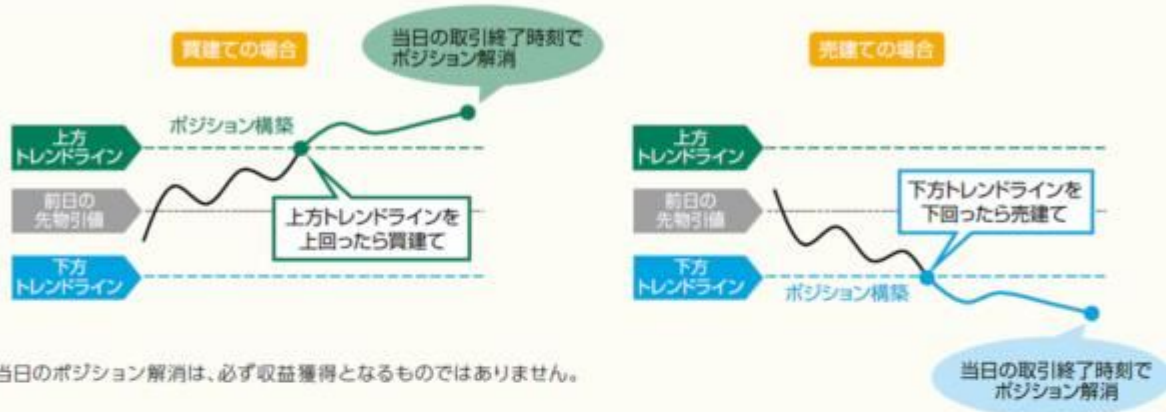 買建ての場合
当日の取引終了時刻で
ポジション解消
上方
トレンドライン
ポジション構築
前日の
先物引値
上方トレンドラインを
上回ったら買建て
下方
トレンドライン
売建ての場合
上方
トレンドライン
前日の
先物引値
下方トレンドラインを
下回ったら売建て
下方
トレンドライン
ポジション構築
当日の取引終了時刻で
ポジション解消
当日のポジション解消は、必ず収益獲得となるものではありません。